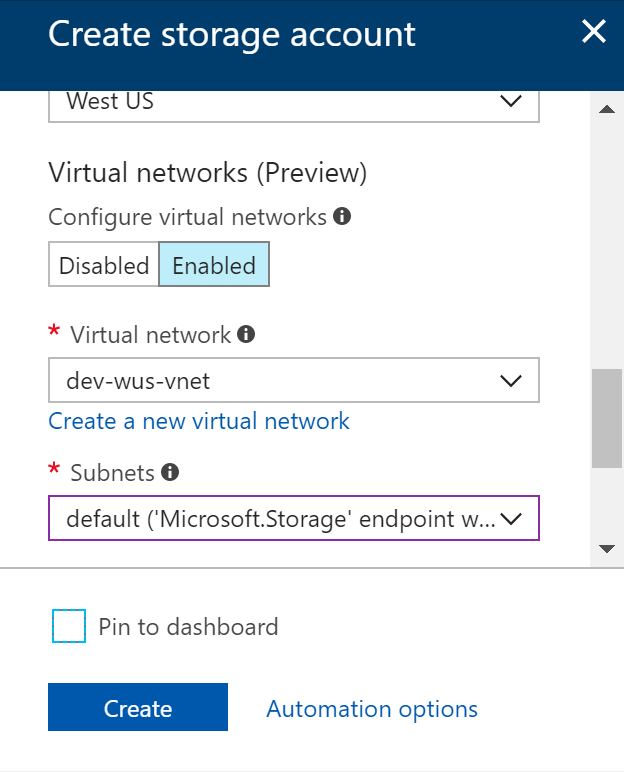 Create storage account
West US
Virtual networks (Preview)
Configure virtual networks
Disabled
Enabled
* Virtual network
dev-wus-vnet
Create a new virtual network
* Subnets
default ('Microsoft.Storage' endpoint w...
Pin to dashboard
Create
Automation options